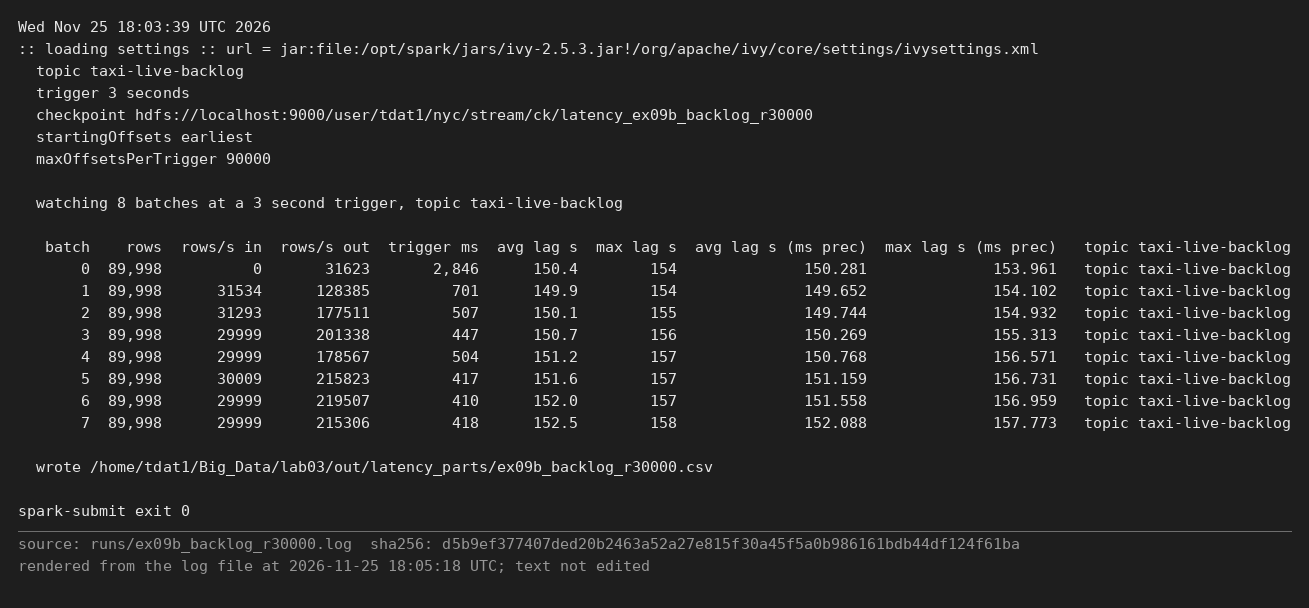 Wed Nov 25 18:03:39 UTC 2026
:: loading settings :: url = jar:file:/opt/spark/jars/ivy-2.5.3.jar!/org/apache/ivy/core/settings/ivysettings.xml
topic taxi-live-backlog
trigger 3 seconds
checkpoint hdfs://localhost:9000/user/tdat1/nyc/stream/ck/latency_ex09b_backlog_r30000
startingOffsets earliest
maxOffsetsPerTrigger 90000
watching 8 batches at a 3 second trigger, topic taxi-live-backlog
batch rows rows/s in rows/s out trigger ms avg lag s max lag s avg lag s (ms prec) max lag s (ms prec) topic taxi-live-backlog
0 89,998 0 31623 2,846 150.4 154 150.281 153.961 topic taxi-live-backlog
1 89,998 31534 128385 701 149.9 154 149.652 154.102 topic taxi-live-backlog
2 89,998 31293 177511 507 150.1 155 149.744 154.932 topic taxi-live-backlog
3 89,998 29999 201338 447 150.7 156 150.269 155.313 topic taxi-live-backlog
4 89,998 29999 178567 504 151.2 157 150.768 156.571 topic taxi-live-backlog
5 89,998 30009 215823 417 151.6 157 151.159 156.731 topic taxi-live-backlog
6 89,998 29999 219507 410 152.0 157 151.558 156.959 topic taxi-live-backlog
7 89,998 29999 215306 418 152.5 158 152.088 157.773 topic taxi-live-backlog
wrote /home/tdat1/Big_Data/lab03/out/latency_parts/ex09b_backlog_r30000.csv
spark-submit exit 0
source: runs/ex09b_backlog_r30000.log sha256: d5b9ef377407ded20b2463a52a27e815f30a45f5a0b986161bdb44df124f61ba
rendered from the log file at 2026-11-25 18:05:18 UTC; text not edited